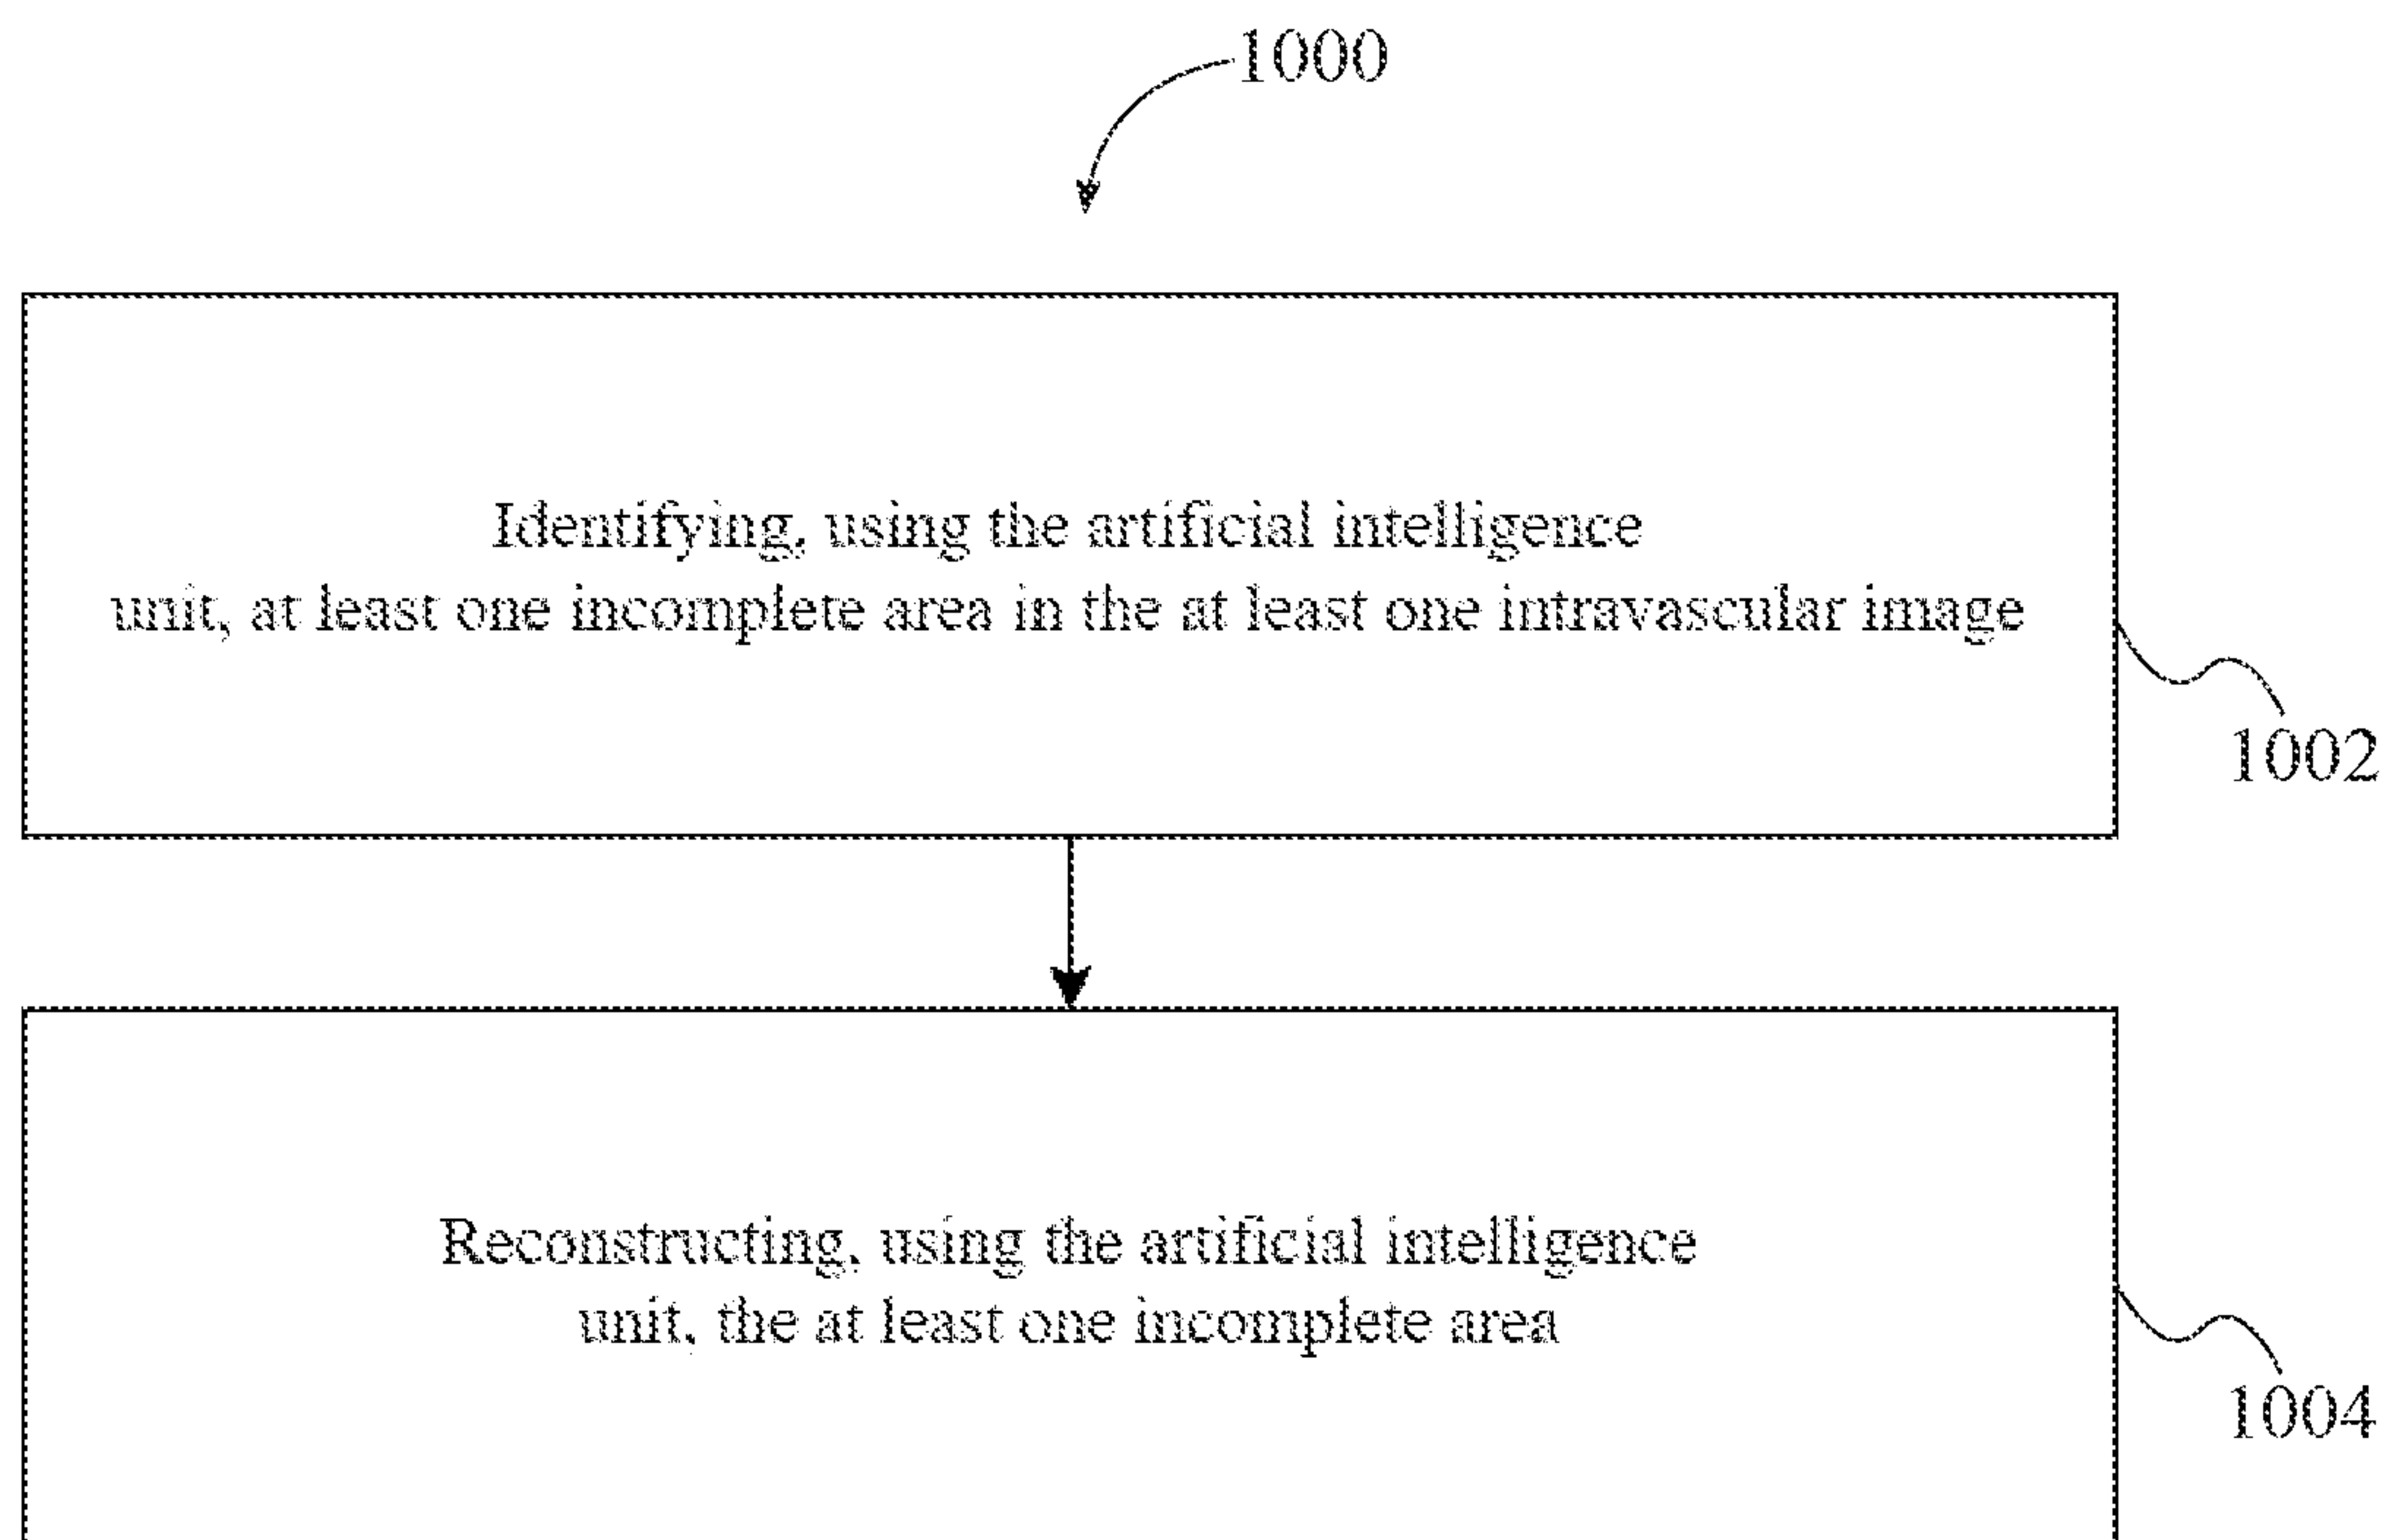 1000
Identifying, using the artificial intelligence
unit, at least one incomplete area in the at least one intravascular image
1002
Reconstructing, using the artificial intelligence
unit, the at least one incomplete area
1004